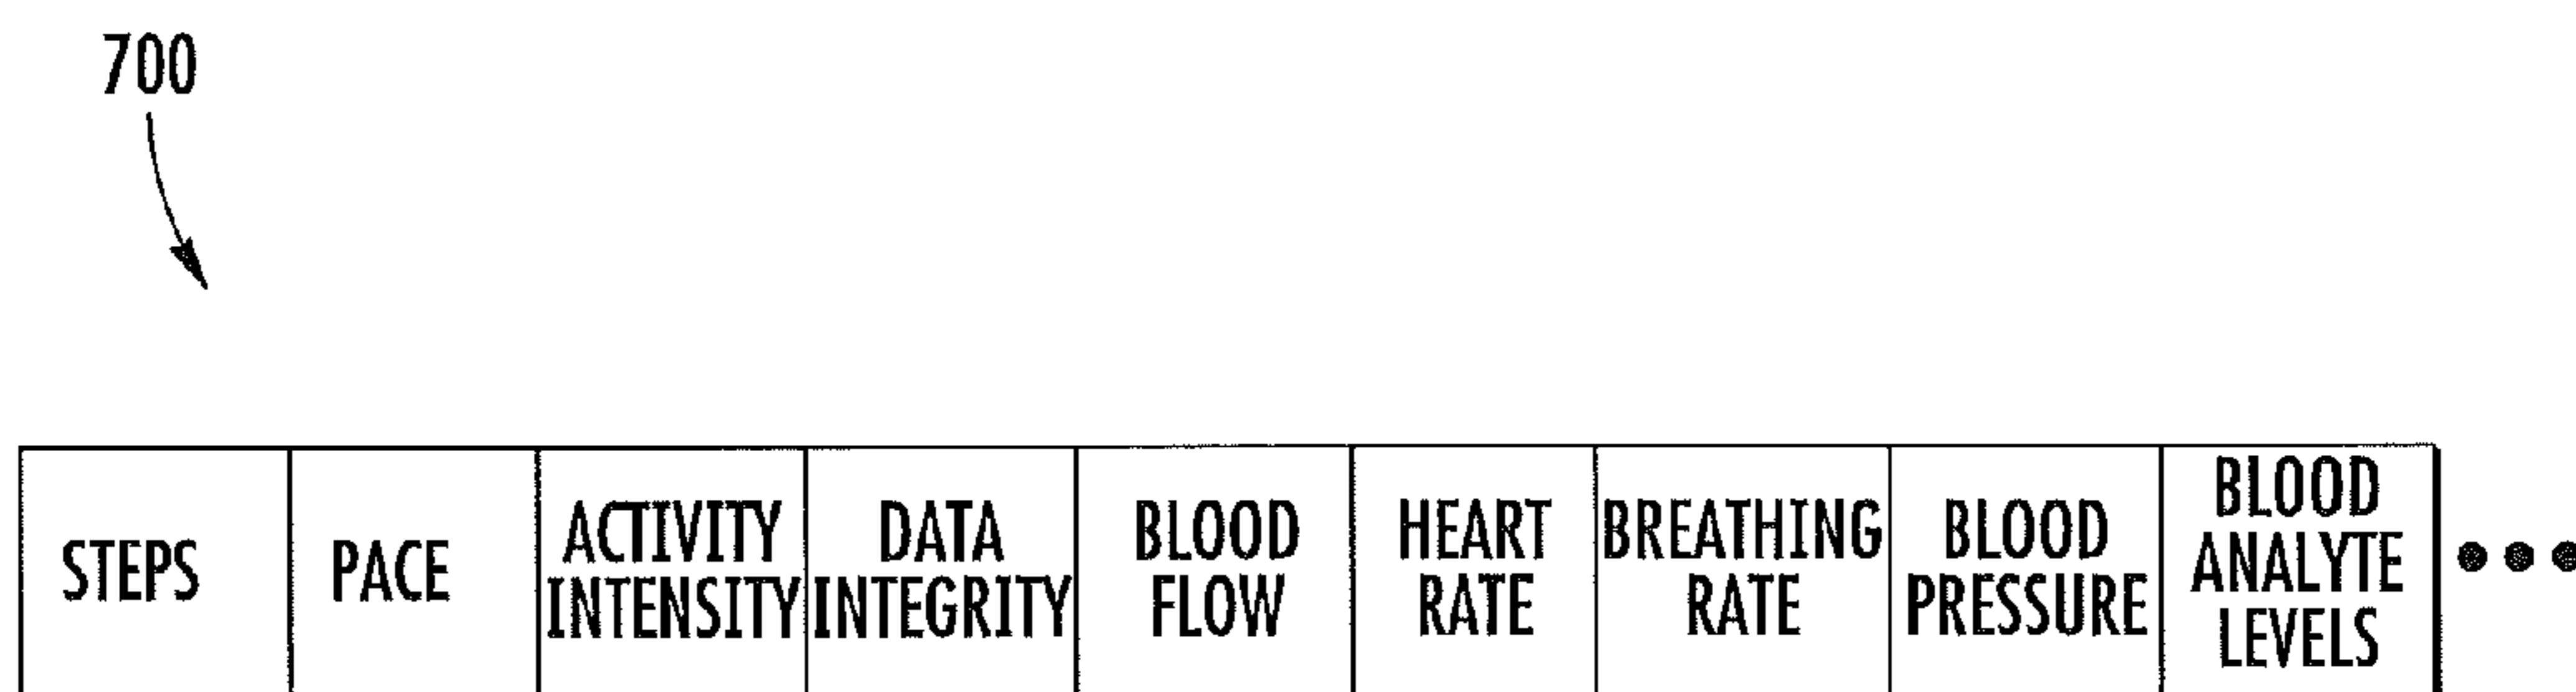 700
STEPS
PACE
ACTIVITY
INTENSITY
DATA
INTEGRITY
BLOOD
FLOW
HEART
RATE
BREATHING
RATE
BLOOD
PRESSURE
BLOOD
ANALYTE
LEVELS